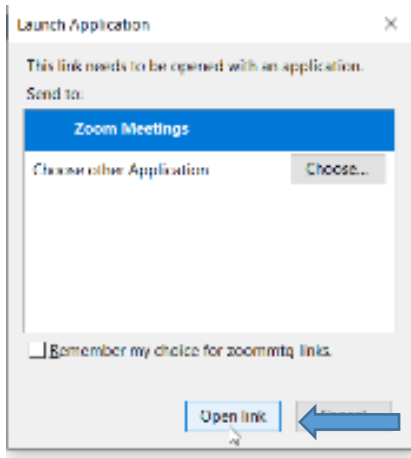 Launch Application
This link needs to be opened with an application.
Send to:
Zoom Meetings
Choose other Application
Choose...
Remember my choice for zoommtg links.
Open link